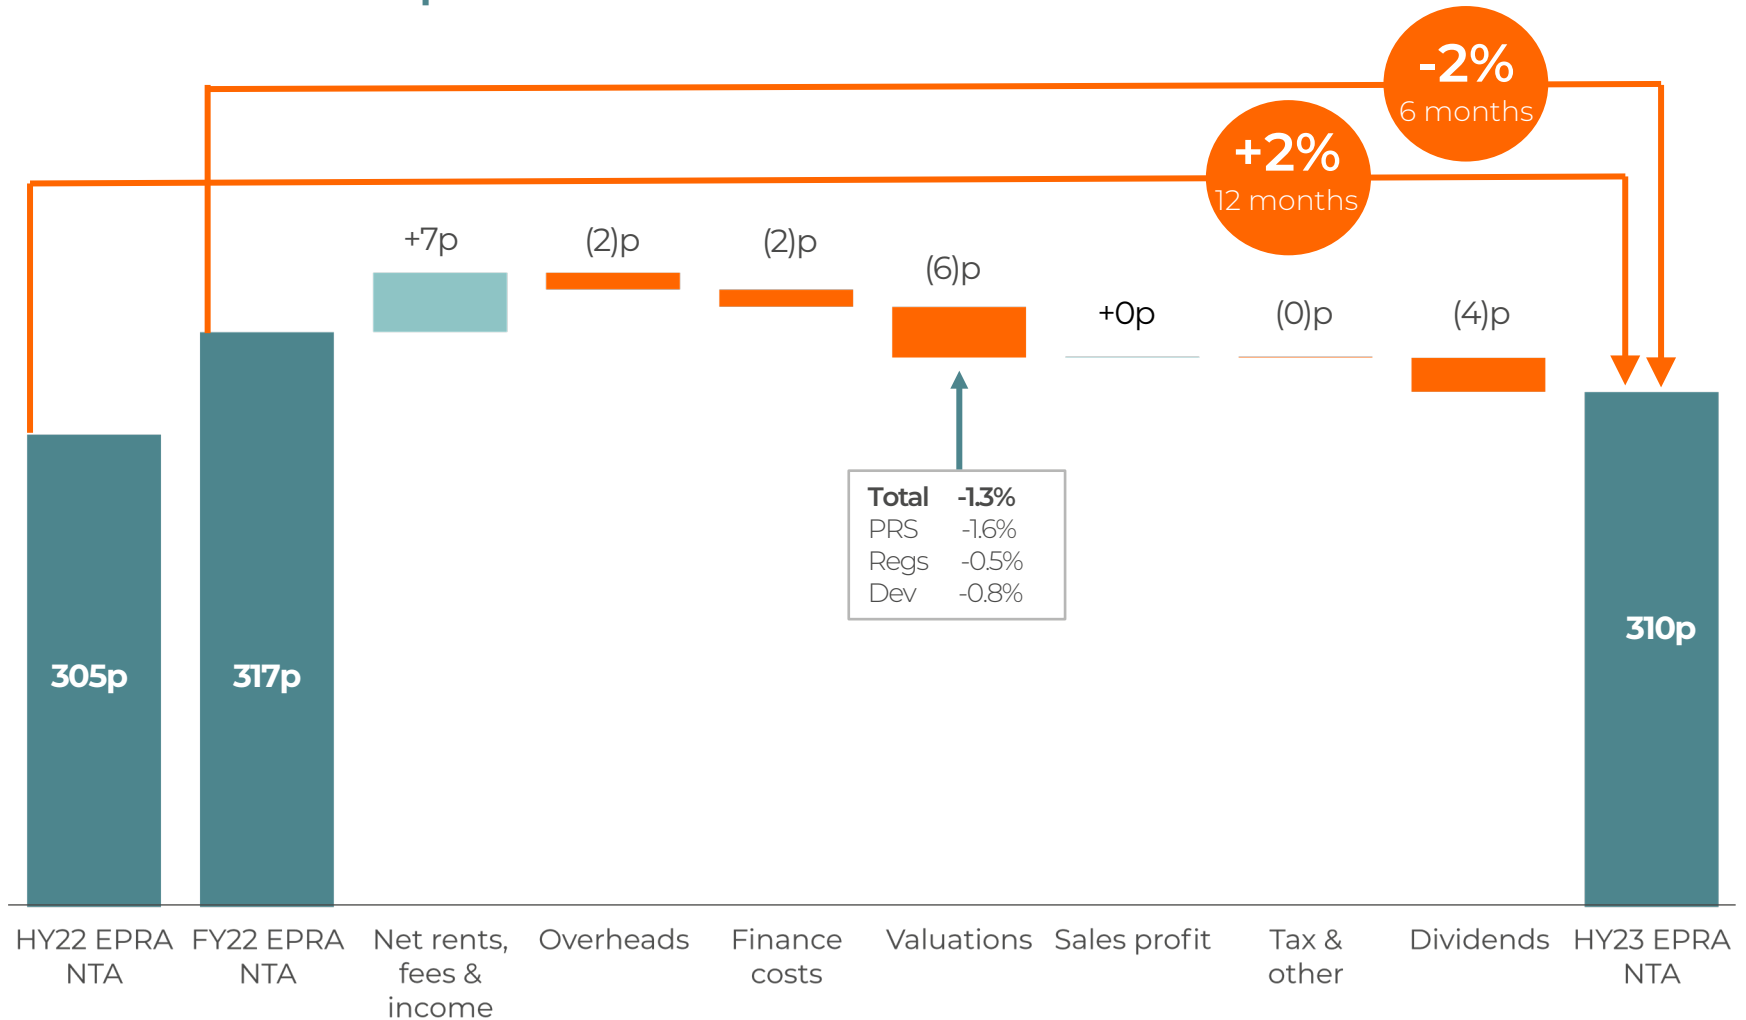 -2%
6 months
+2%
12 months
+7p
(2)p
(2)p
(6)p
+0p
(0)p
(4)p
Total -1.3%
PRS -1.6%
Regs -0.5%
Dev -0.8%
305p
317p
310p
HY22 EPRA
NTA
FY22 EPRA
NTA
Net rents,
fees &
income
Overheads
Finance
costs
Valuations
Sales profit
Tax &
other
Dividends
HY23 EPRA
NTA